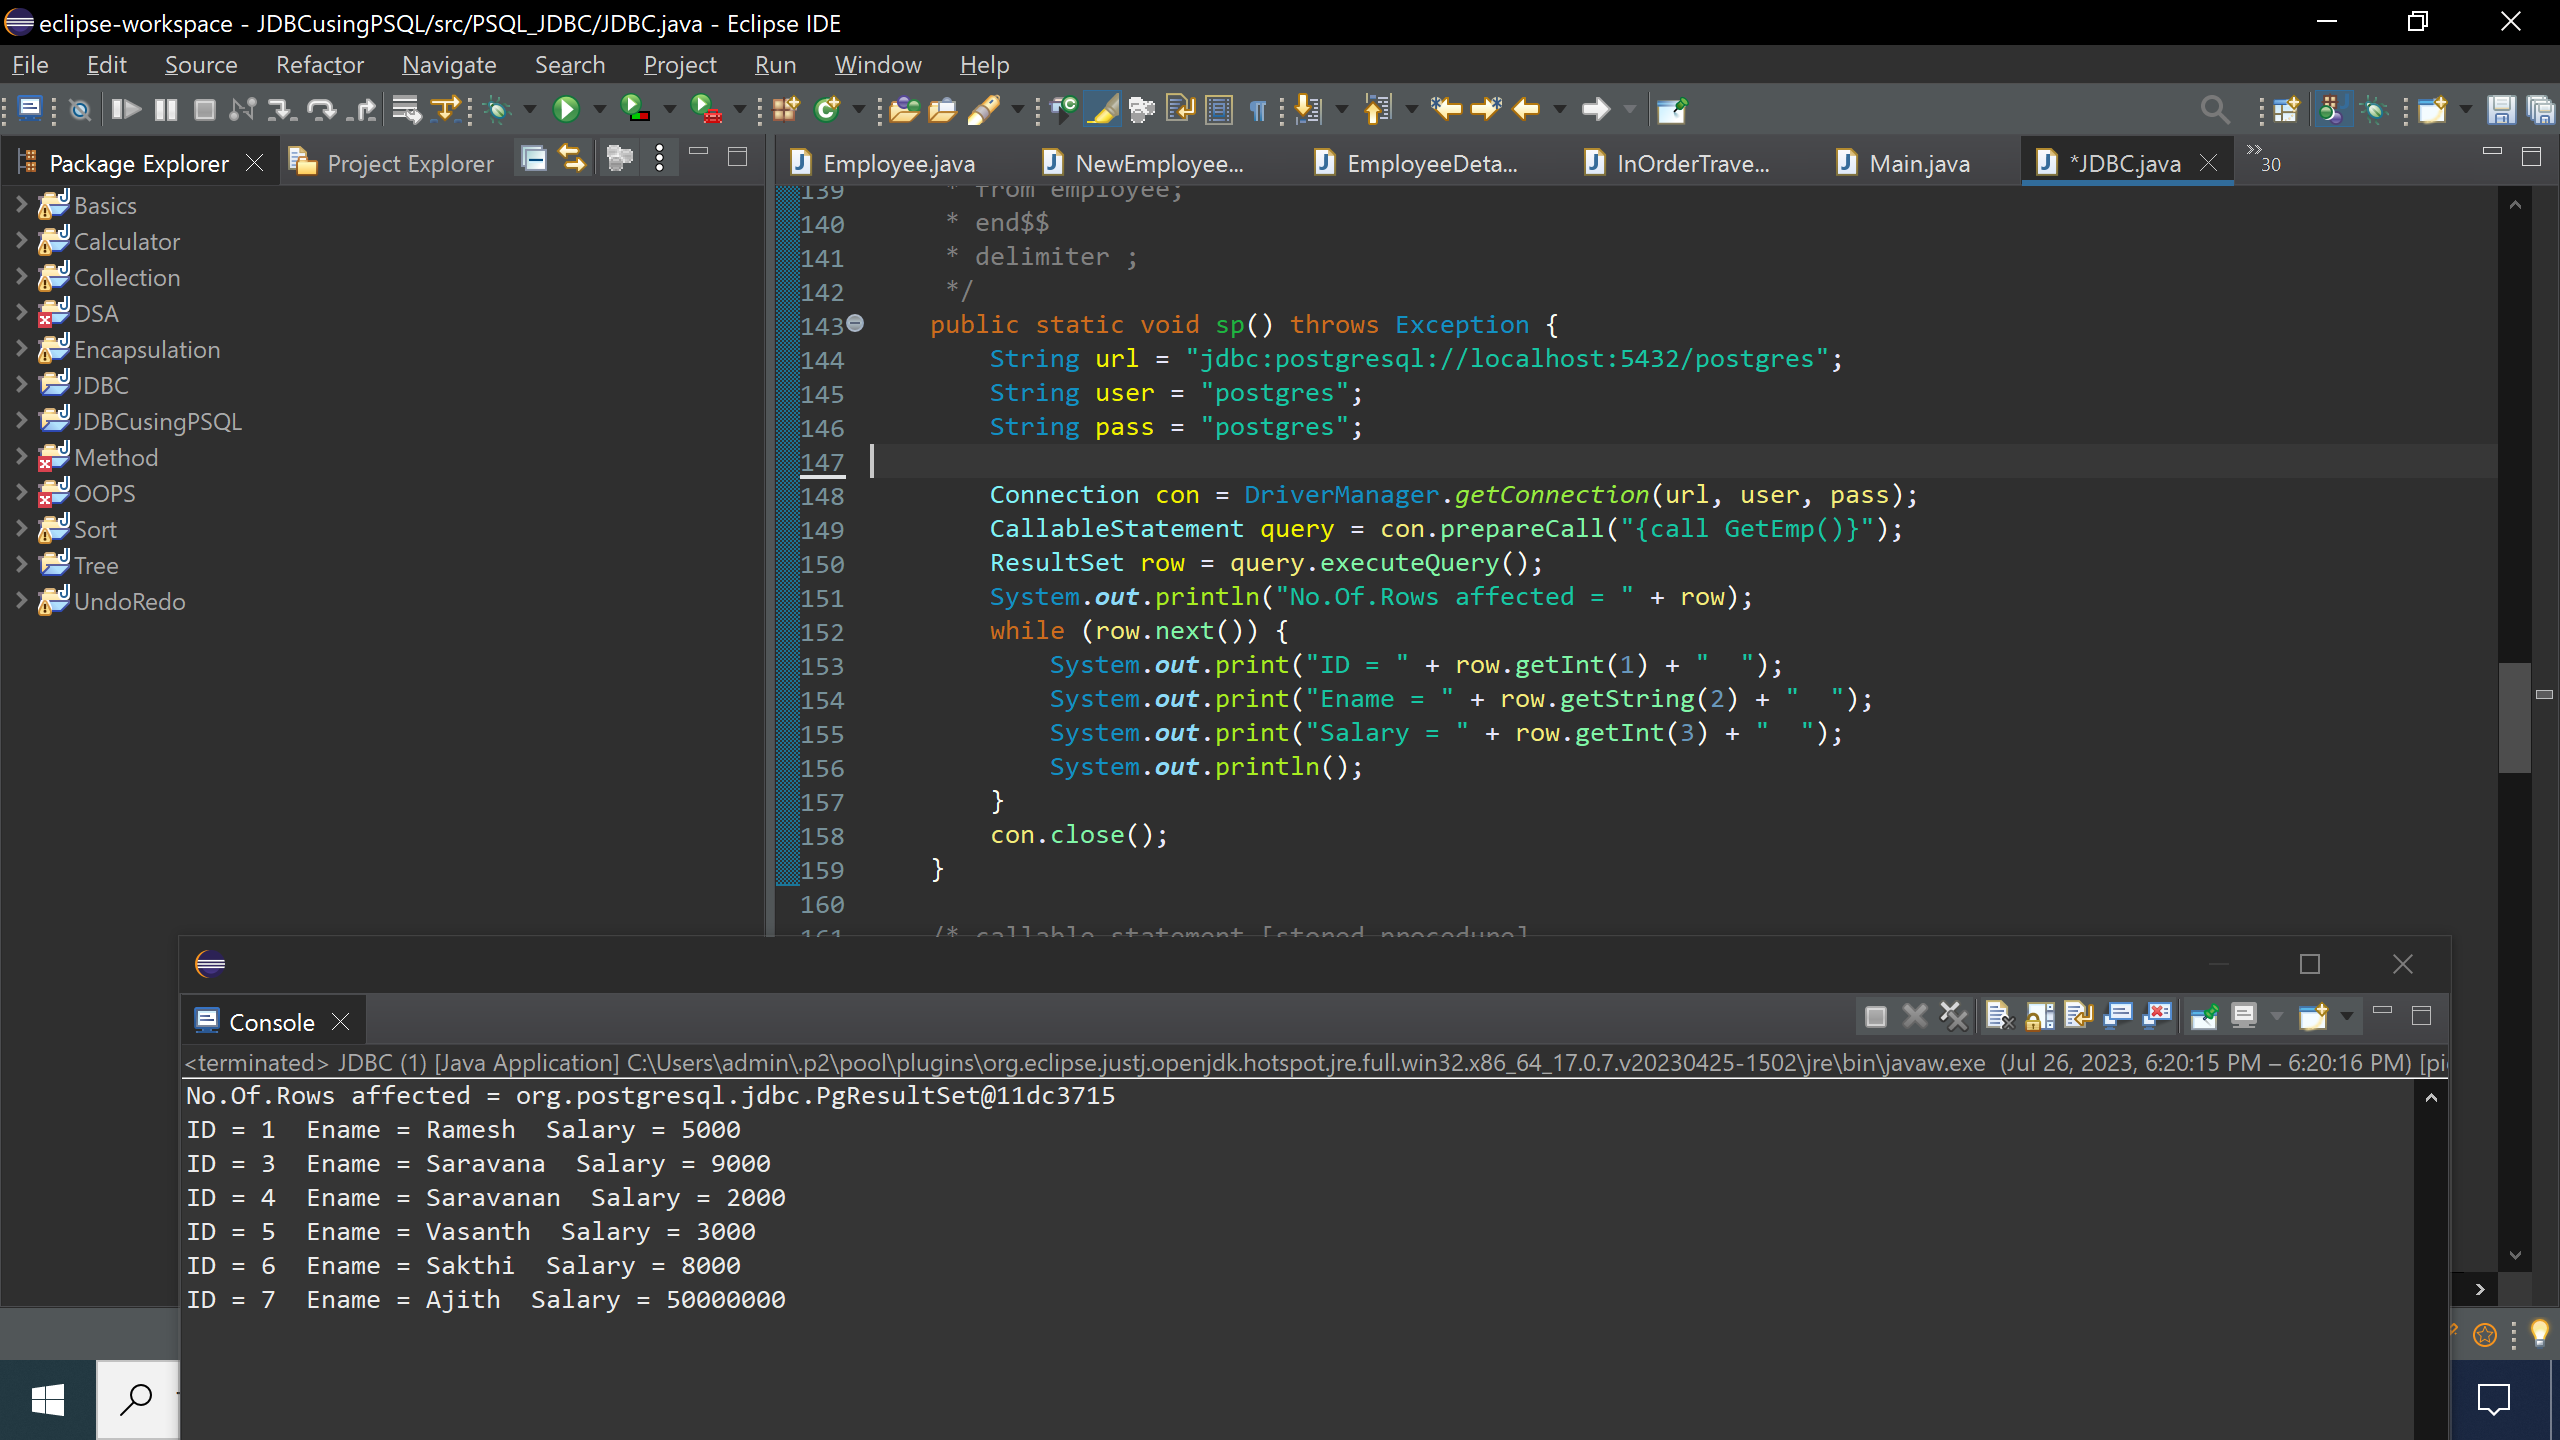 eclipse-workspace - JDBCusingPSQL/src/PSQL_JDBC/JDBC.java - Eclipse IDE
File Edit Source Refactor Navigate Search Project Run Window Help
Package Explorer Project Explorer
Employee.java NewEmployee... EmployeeDeta... InOrderTrave... Main.java *JDBC.java 30
Basics
Calculator
Collection
DSA
Encapsulation
JDBC
JDBCusingPSQL
Method
OOPS
Sort
Tree
UndoRedo
139 * from employee;
140 * end$$
141 * delimiter ;
142 */
143 public static void sp() throws Exception {
144 String url = "jdbc:postgresql://localhost:5432/postgres";
145 String user = "postgres";
146 String pass = "postgres";
147
148 Connection con = DriverManager.getConnection(url, user, pass);
149 CallableStatement query = con.prepareCall("{call GetEmp()}");
150 ResultSet row = query.executeQuery();
151 System.out.println("No.Of.Rows affected = " + row);
152 while (row.next()) {
153 System.out.print("ID = " + row.getInt(1) + "  ");
154 System.out.print("Ename = " + row.getString(2) + "  ");
155 System.out.print("Salary = " + row.getInt(3) + "  ");
156 System.out.println();
157 }
158 con.close();
159 }
160
161 /* callable statement [stored procedure]
Console
<terminated> JDBC (1) [Java Application] C:\Users\admin\.p2\pool\plugins\org.eclipse.justj.openjdk.hotspot.jre.full.win32.x86_64_17.0.7.v20230425-1502\jre\bin\javaw.exe (Jul 26, 2023, 6:20:15 PM – 6:20:16 PM) [pi
No.Of.Rows affected = org.postgresql.jdbc.PgResultSet@11dc3715
ID = 1  Ename = Ramesh  Salary = 5000
ID = 3  Ename = Saravana  Salary = 9000
ID = 4  Ename = Saravanan  Salary = 2000
ID = 5  Ename = Vasanth  Salary = 3000
ID = 6  Ename = Sakthi  Salary = 8000
ID = 7  Ename = Ajith  Salary = 50000000